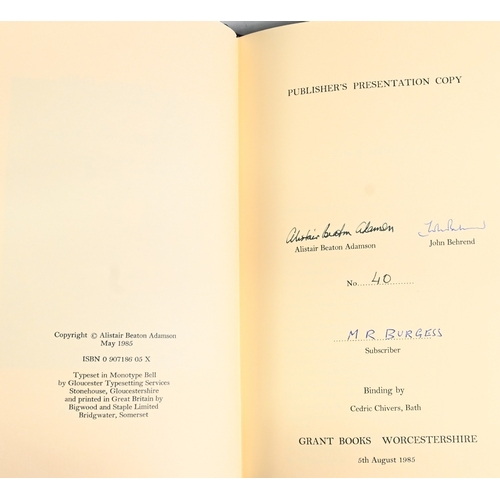 Copyright © Alistair Beaton Adamson
May 1985
ISBN 0 907186 05 X
Typeset in Monotype Bell
by Gloucester Typesetting Services
Stonehouse, Gloucestershire
and printed in Great Britain by
Bigwood and Staple Limited
Bridgwater, Somerset
PUBLISHER'S PRESENTATION COPY
Alistair Beaton Adamson John Behrend
Alistair Beaton Adamson John Behrend
No. 40
M R BURGESS
Subscriber
Binding by
Cedric Chivers, Bath
GRANT BOOKS WORCESTERSHIRE
5th August 1985